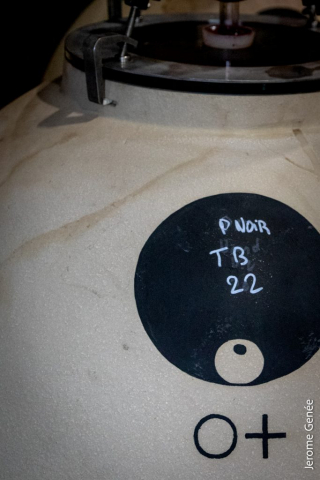 P NOIR
TB
22
O+
Jerome Genée